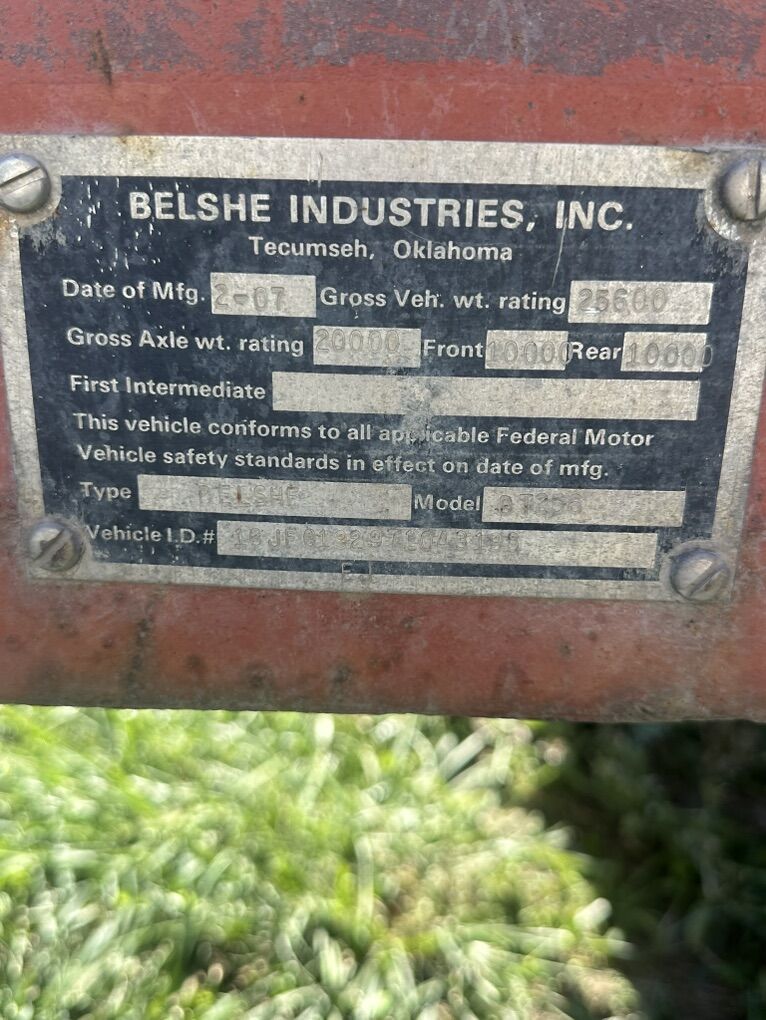 BELSHE INDUSTRIES, INC.
Tecumseh, Oklahoma
Date of Mfg. 2-07 Gross Veh. wt. rating 25600
Gross Axle wt. rating 20000 Front 10000 Rear 10000
First Intermediate
This vehicle conforms to all applicable Federal Motor
Vehicle safety standards in effect on date of mfg.
Type BELSHE Model
Vehicle I.D.#